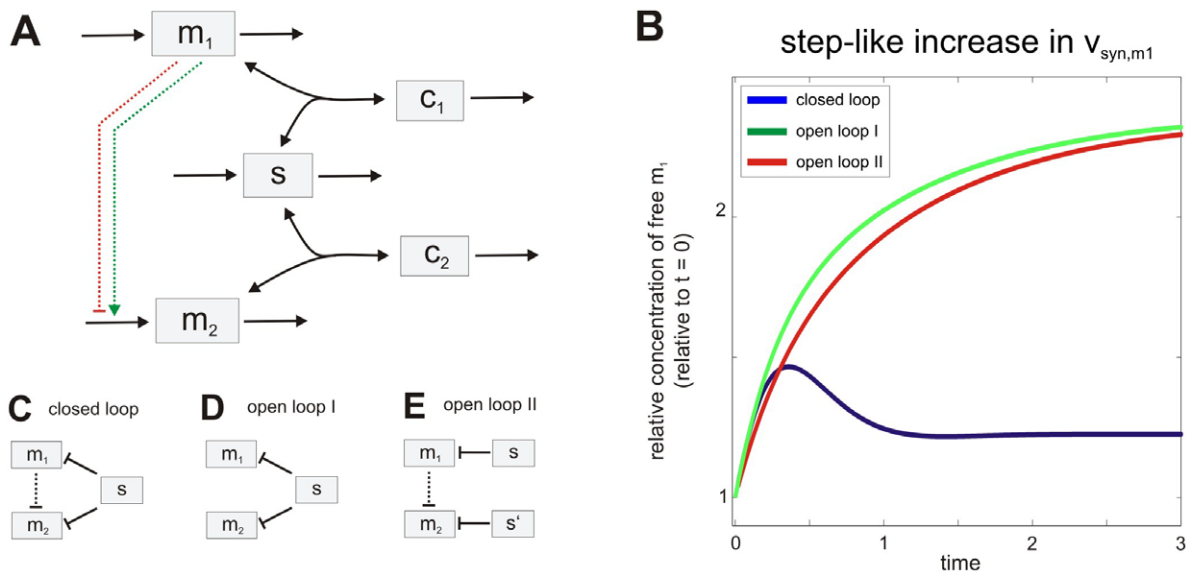 A
m1
c1
s
c2
m2
B
step-like increase in vsyn,m1
closed loop
open loop I
open loop II
relative concentration of free m1
(relative to t = 0)
2
1
0
1
2
3
time
C closed loop
m1
s
m2
D open loop I
m1
s
m2
E open loop II
m1
s
m2
s‘